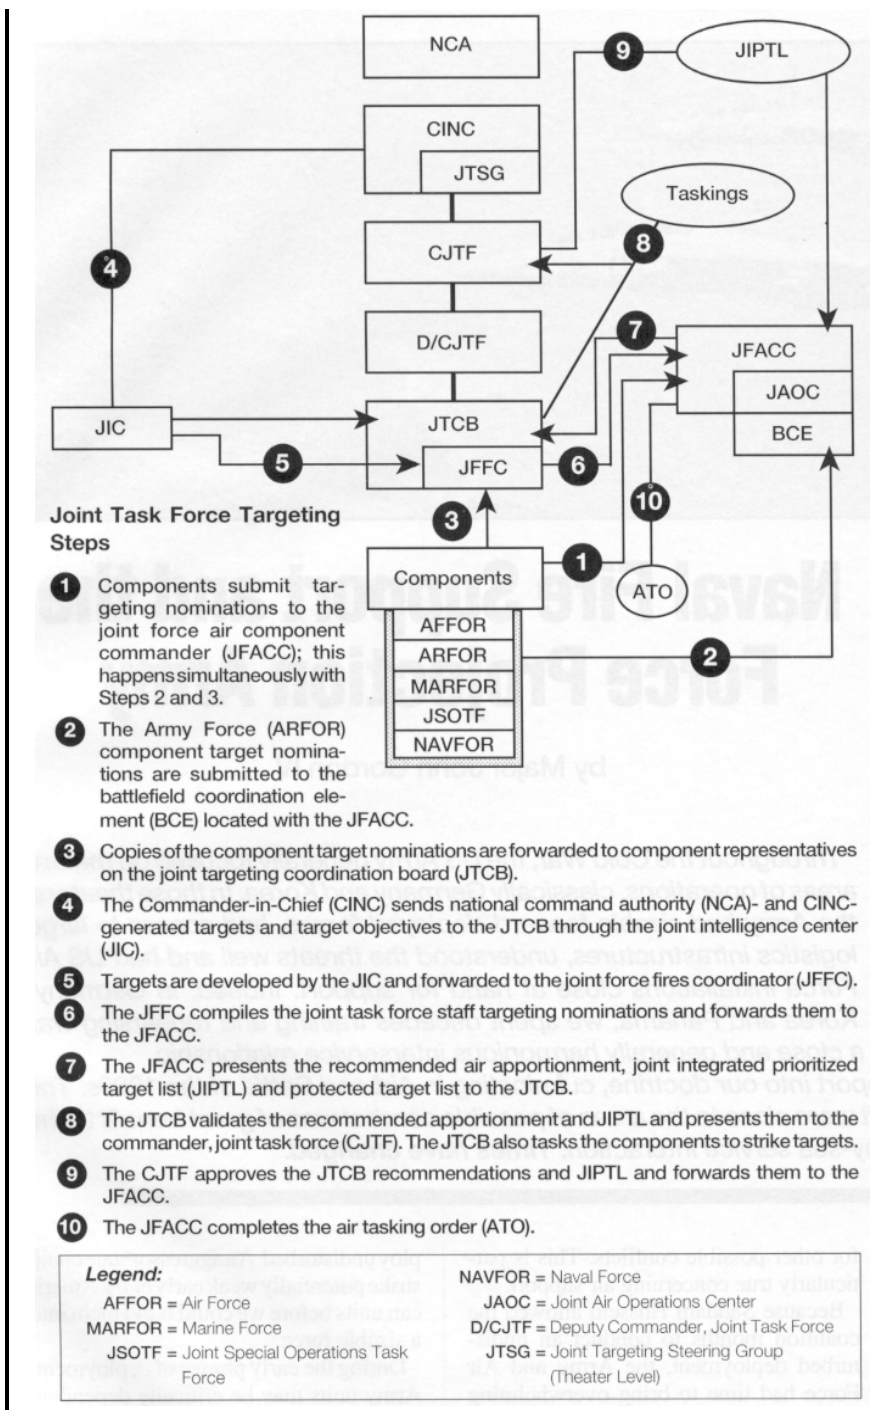 NCA
9
JIPTL
CINC
JTSG
Taskings
4
CJTF
8
7
D/CJTF
JFACC
JAOC
BCE
JIC
JTCB
JFFC
5
6
10
3
Joint Task Force Targeting
Steps
1
Components
ATO
2
AFFOR
ARFOR
MARFOR
JSOTF
NAVFOR
1 Components submit tar-
geting nominations to the
joint force air component
commander (JFACC); this
happens simultaneously with
Steps 2 and 3.
2 The Army Force (ARFOR)
component target nomina-
tions are submitted to the
battlefield coordination ele-
ment (BCE) located with the JFACC.
3 Copies of the component target nominations are forwarded to component representatives
on the joint targeting coordination board (JTCB).
4 The Commander-in-Chief (CINC) sends national command authority (NCA)- and CINC-
generated targets and target objectives to the JTCB through the joint intelligence center
(JIC).
5 Targets are developed by the JIC and forwarded to the joint force fires coordinator (JFFC).
6 The JFFC compiles the joint task force staff targeting nominations and forwards them to
the JFACC.
7 The JFACC presents the recommended air apportionment, joint integrated prioritized
target list (JIPTL) and protected target list to the JTCB.
8 The JTCB validates the recommended apportionment and JIPTL and presents them to the
commander, joint task force (CJTF). The JTCB also tasks the components to strike targets.
9 The CJTF approves the JTCB recommendations and JIPTL and forwards them to the
JFACC.
10 The JFACC completes the air tasking order (ATO).
Legend:
AFFOR = Air Force
MARFOR = Marine Force
JSOTF = Joint Special Operations Task
Force
NAVFOR = Naval Force
JAOC = Joint Air Operations Center
D/CJTF = Deputy Commander, Joint Task Force
JTSG = Joint Targeting Steering Group
(Theater Level)